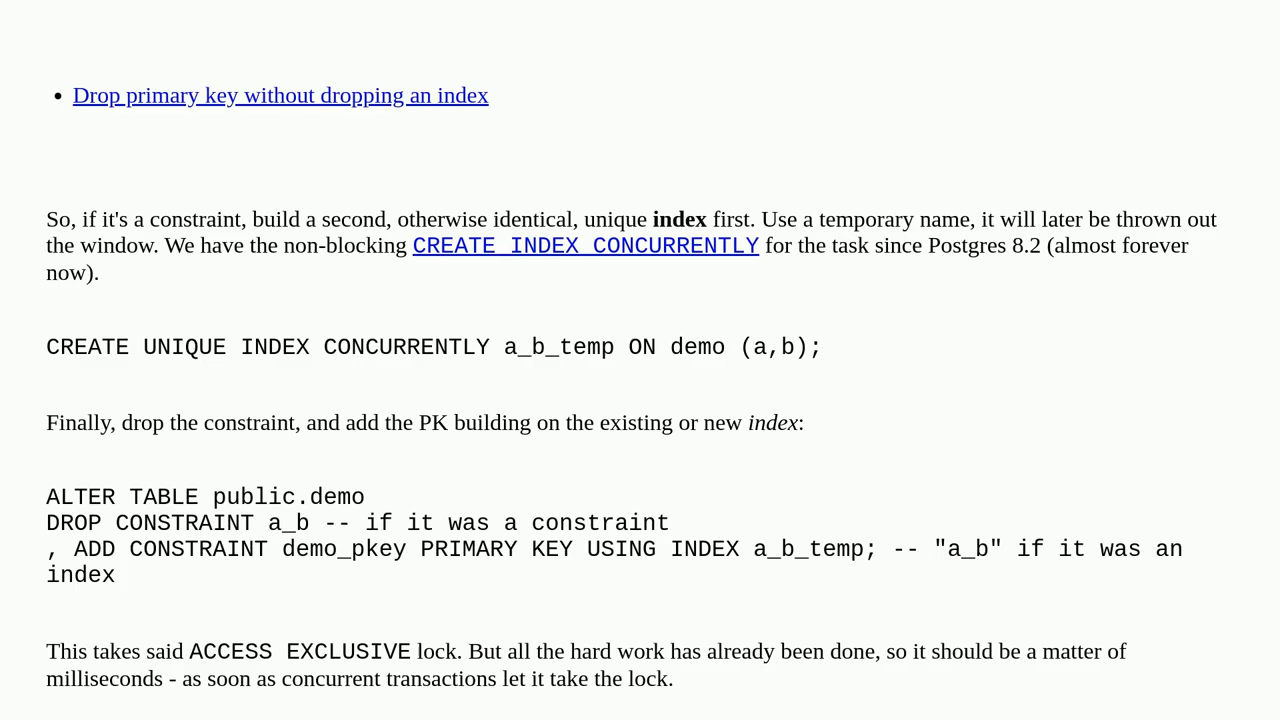 Drop primary key without dropping an index
So, if it's a constraint, build a second, otherwise identical, unique index first. Use a temporary name, it will later be thrown out
the window. We have the non-blocking CREATE INDEX CONCURRENTLY for the task since Postgres 8.2 (almost forever
now).
CREATE UNIQUE INDEX CONCURRENTLY a_b_temp ON demo (a,b);
Finally, drop the constraint, and add the PK building on the existing or new index:
ALTER TABLE public.demo
DROP CONSTRAINT a_b -- if it was a constraint
, ADD CONSTRAINT demo_pkey PRIMARY KEY USING INDEX a_b_temp; -- "a_b" if it was an
index
This takes said ACCESS EXCLUSIVE lock. But all the hard work has already been done, so it should be a matter of
milliseconds - as soon as concurrent transactions let it take the lock.